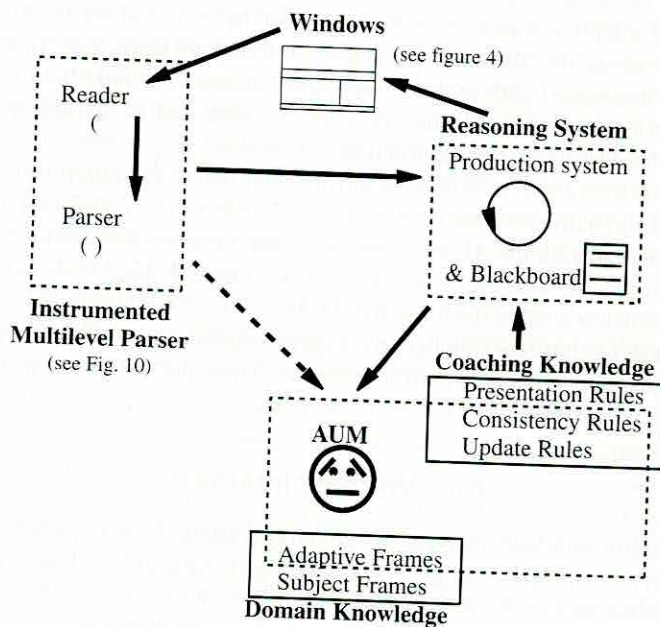 Windows
(see figure 4)
Reader
(
Parser
( )
Instrumented
Multilevel Parser
(see Fig. 10)
Reasoning System
Production system
& Blackboard
Coaching Knowledge
Presentation Rules
Consistency Rules
Update Rules
AUM
Adaptive Frames
Subject Frames
Domain Knowledge